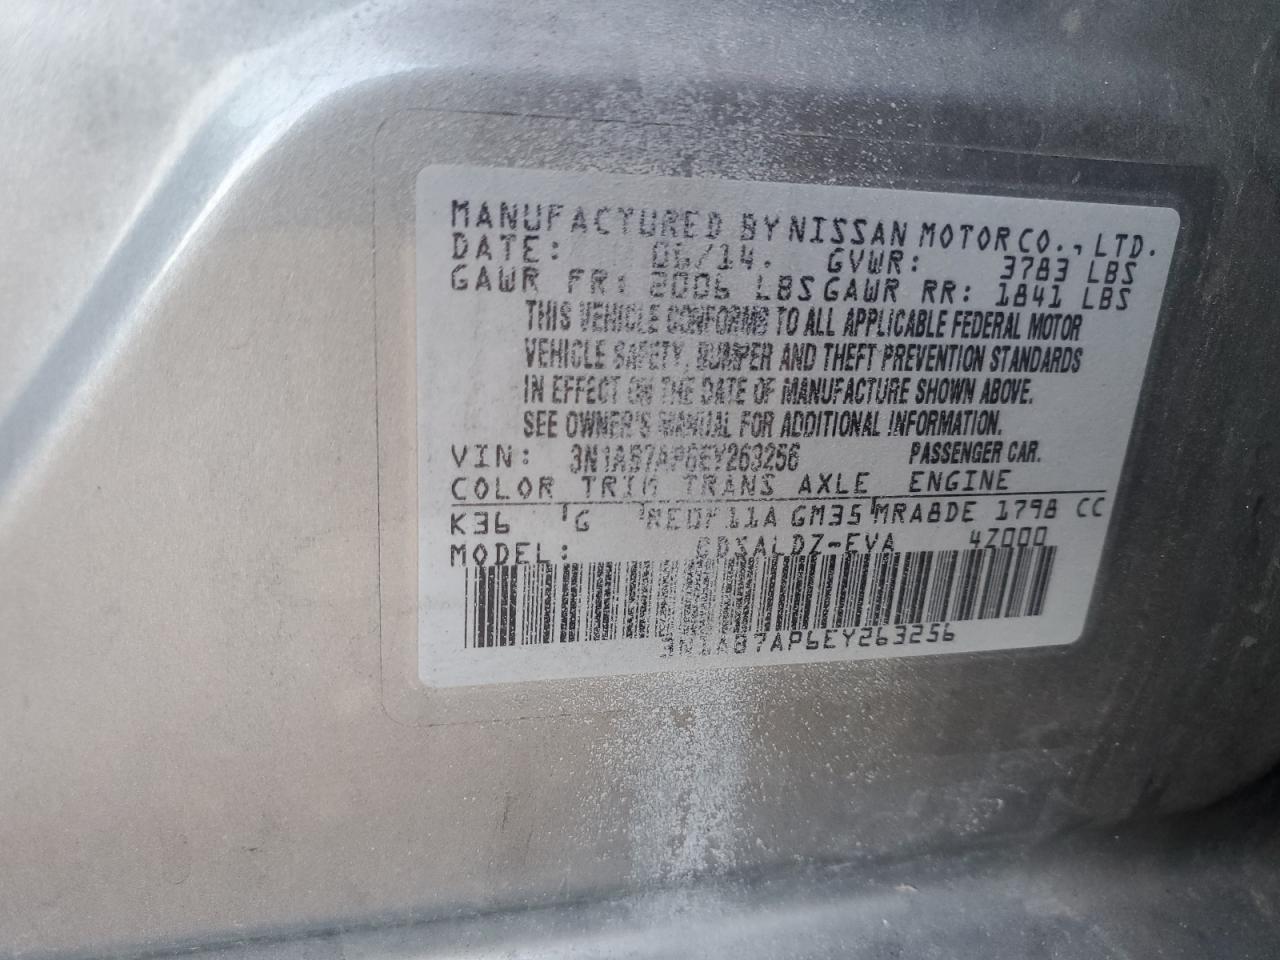 MANUFACTURED BY NISSAN MOTOR CO., LTD.
DATE: 06/14. GVWR: 3783 LBS
GAWR FR: 2006 LBS GAWR RR: 1841 LBS
THIS VEHICLE CONFORMS TO ALL APPLICABLE FEDERAL MOTOR
VEHICLE SAFETY, BUMPER AND THEFT PREVENTION STANDARDS
IN EFFECT ON THE DATE OF MANUFACTURE SHOWN ABOVE.
SEE OWNER'S MANUAL FOR ADDITIONAL INFORMATION.
VIN: 3N1AB7AP6EY263256 PASSENGER CAR.
COLOR TRIM TRANS AXLE ENGINE
K36 G RE0F11A GM35 MRA8DE 1798 CC
MODEL: 4Z000
3N1AB7AP6EY263256